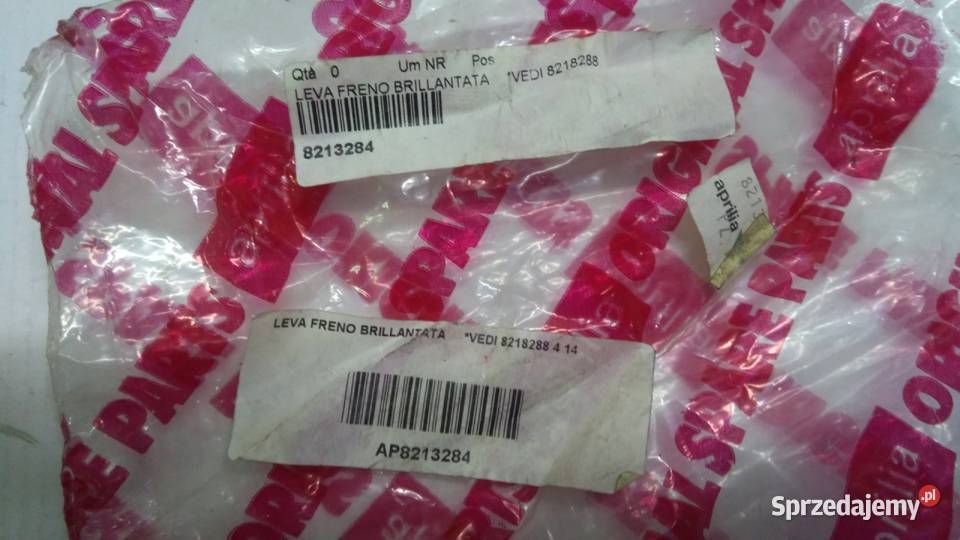 Qtà 0 Um NR Pos
LEVA FRENO BRILLANTATA *VEDI 8218288
8213284
aprilia
aprilia
LEVA FRENO BRILLANTATA *VEDI 8218288 4 14
AP8213284
ORIGINAL SPARE PARTS
Sprzedajemy.pl